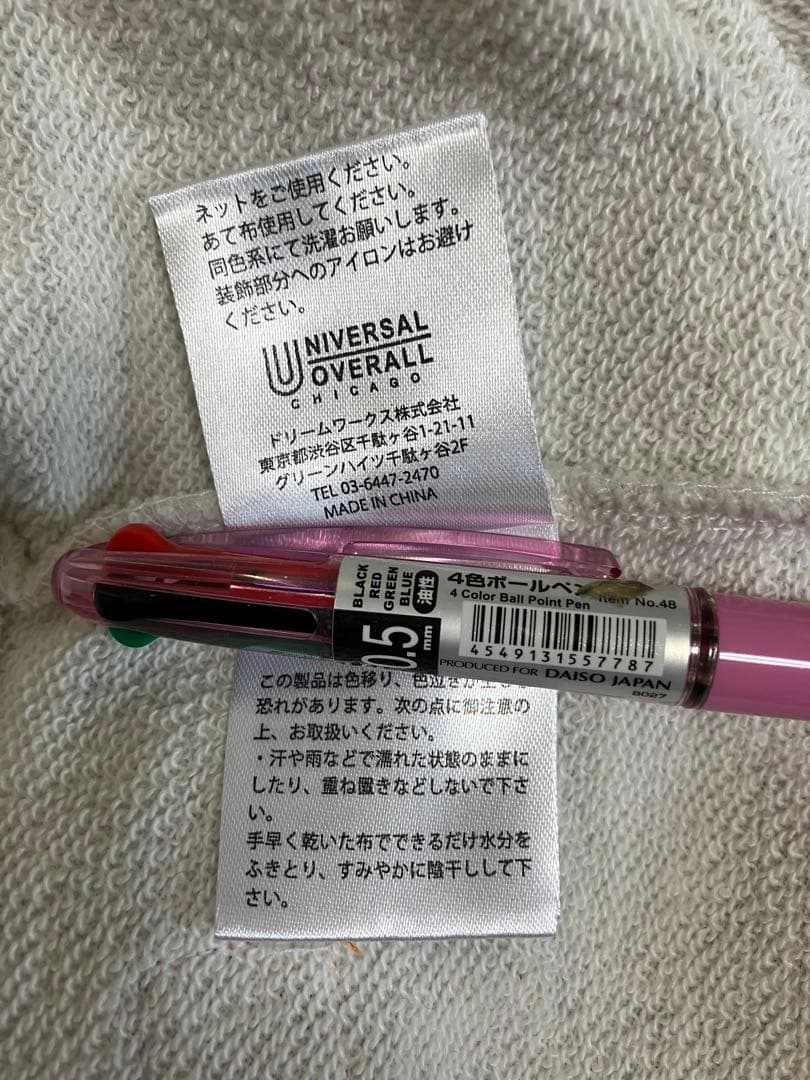 ネットをご使用ください。
あて布使用してください。
同色系にて洗濯お願いします。
装飾部分へのアイロンはお避け
ください。
UNIVERSAL
OVERALL
CHICAGO
ドリームワークス株式会社
東京都渋谷区千駄ヶ谷1-21-11
グリーンハイツ千駄ヶ谷2F
TEL 03-6447-2470
MADE IN CHINA
BLACK
RED
GREEN
BLUE
油性
0.5
mm
4色ボールペン
4 Color Ball Point Pen Item No.48
4549131557787
PRODUCED FOR DAISO JAPAN
8027
この製品は色移り、色泣き
恐れがあります。次の点に御注意の
上、お取扱いください。
・汗や雨などで濡れた状態のままに
したり、重ね置きなどしないで下さ
い。
手早く乾いた布でできるだけ水分を
ふきとり、すみやかに陰干しして下
さい。